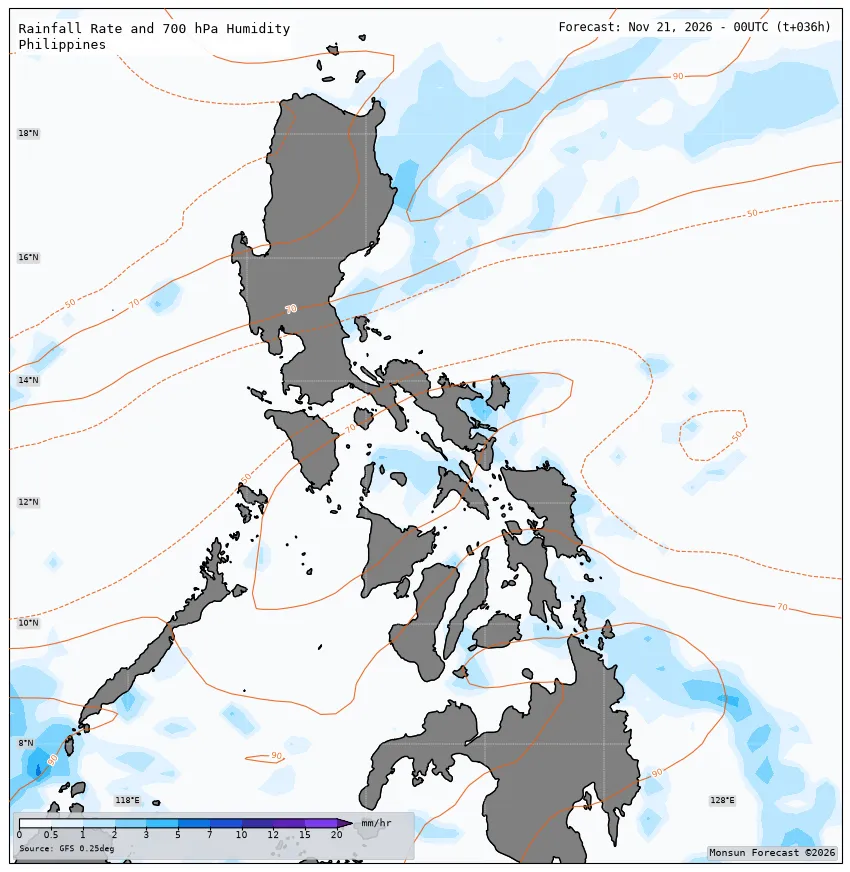 Rainfall Rate and 700 hPa Humidity
Philippines
Forecast: Nov 21, 2026 - 00UTC (t+036h)
90
18°N
50
16°N
50
70
70
14°N
70
50
50
12°N
10°N
70
8°N
90
90
90
118°E
128°E
mm/hr
0 0.5 1 2 3 5 7 10 12 15 20
Source: GFS 0.25deg
Monsun Forecast ©2026